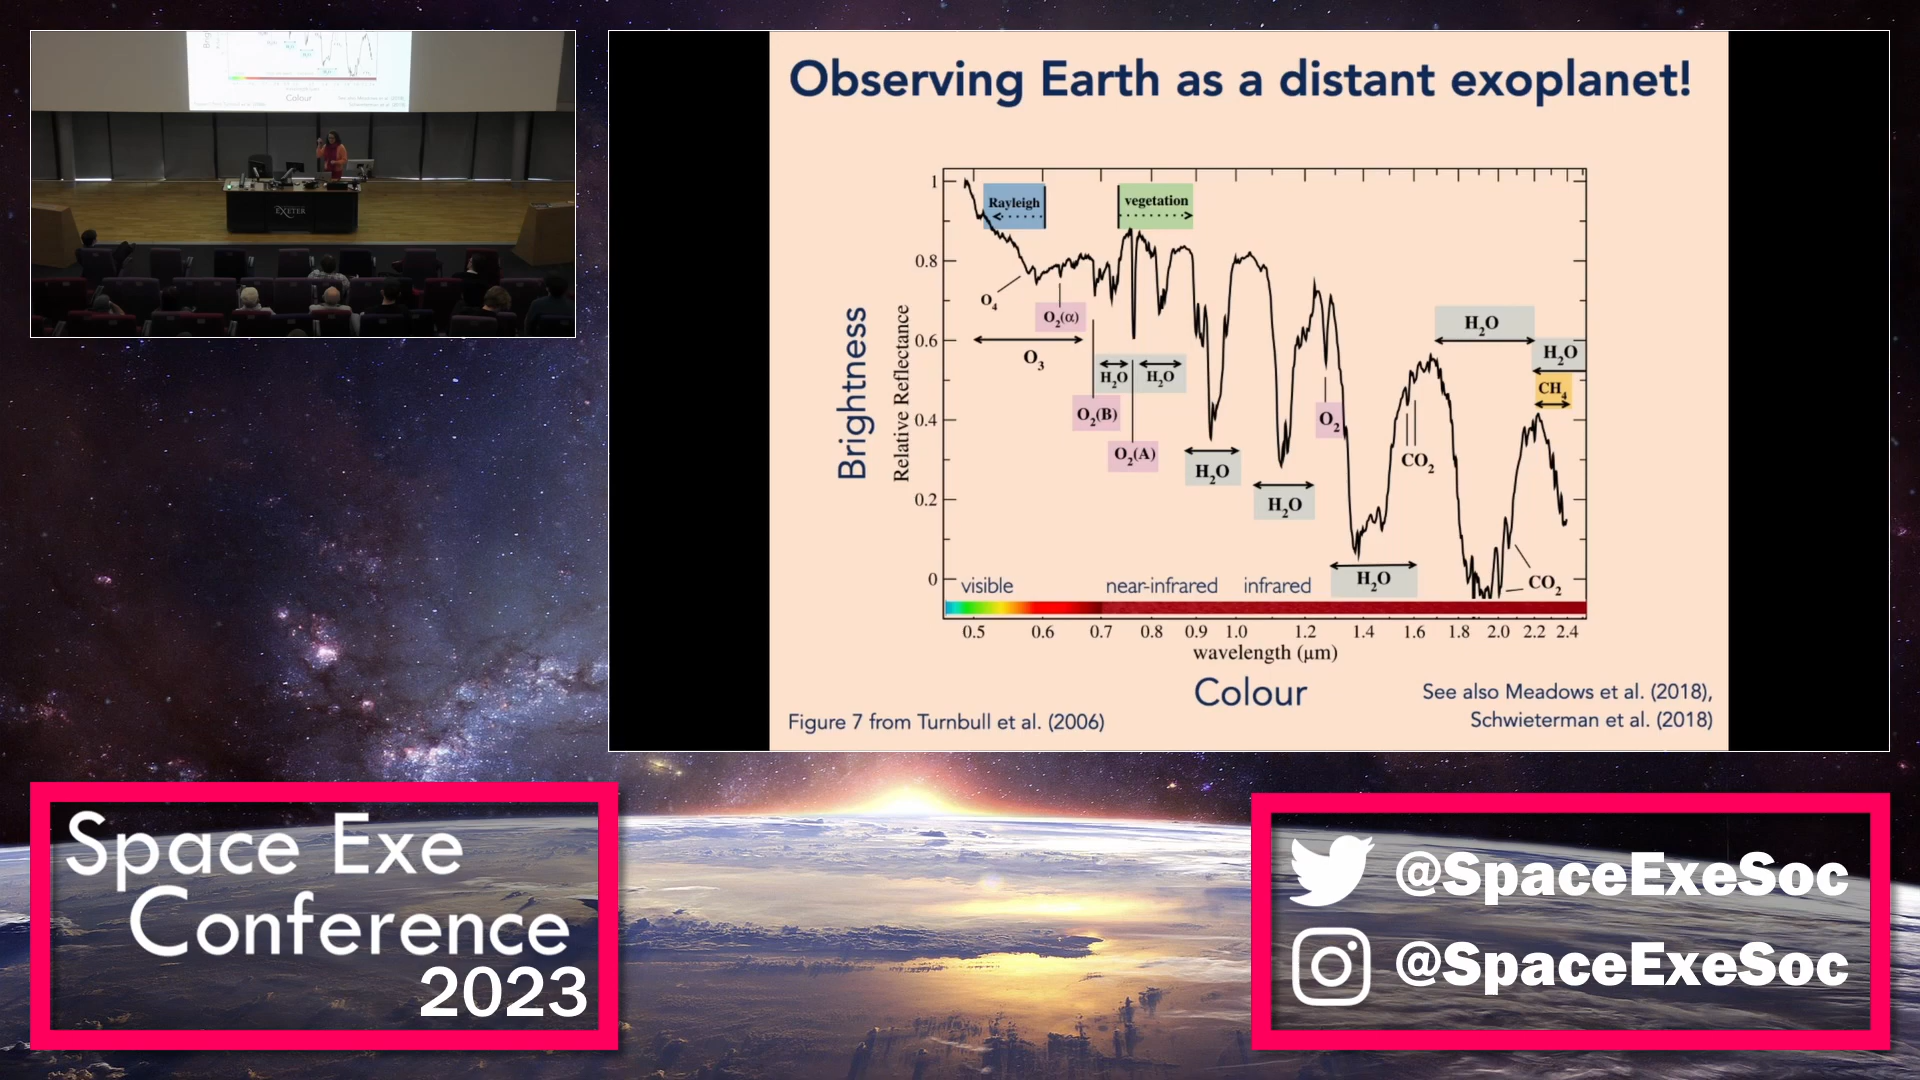 Observing Earth as a distant exoplanet!
Brightness
Relative Reflectance
1
0.8
0.6
0.4
0.2
0
Rayleigh
vegetation
O4
O2(α)
O3
H2O
H2O
O2(B)
O2(A)
H2O
H2O
O2
H2O
CO2
H2O
H2O
CH4
CO2
visible
near-infrared
infrared
0.5 0.6 0.7 0.8 0.9 1.0 1.2 1.4 1.6 1.8 2.0 2.2 2.4
wavelength (µm)
Colour
Figure 7 from Turnbull et al. (2006)
See also Meadows et al. (2018),
Schwieterman et al. (2018)
Colour
EXETER
Space Exe
Conference
2023
@SpaceExeSoc
@SpaceExeSoc